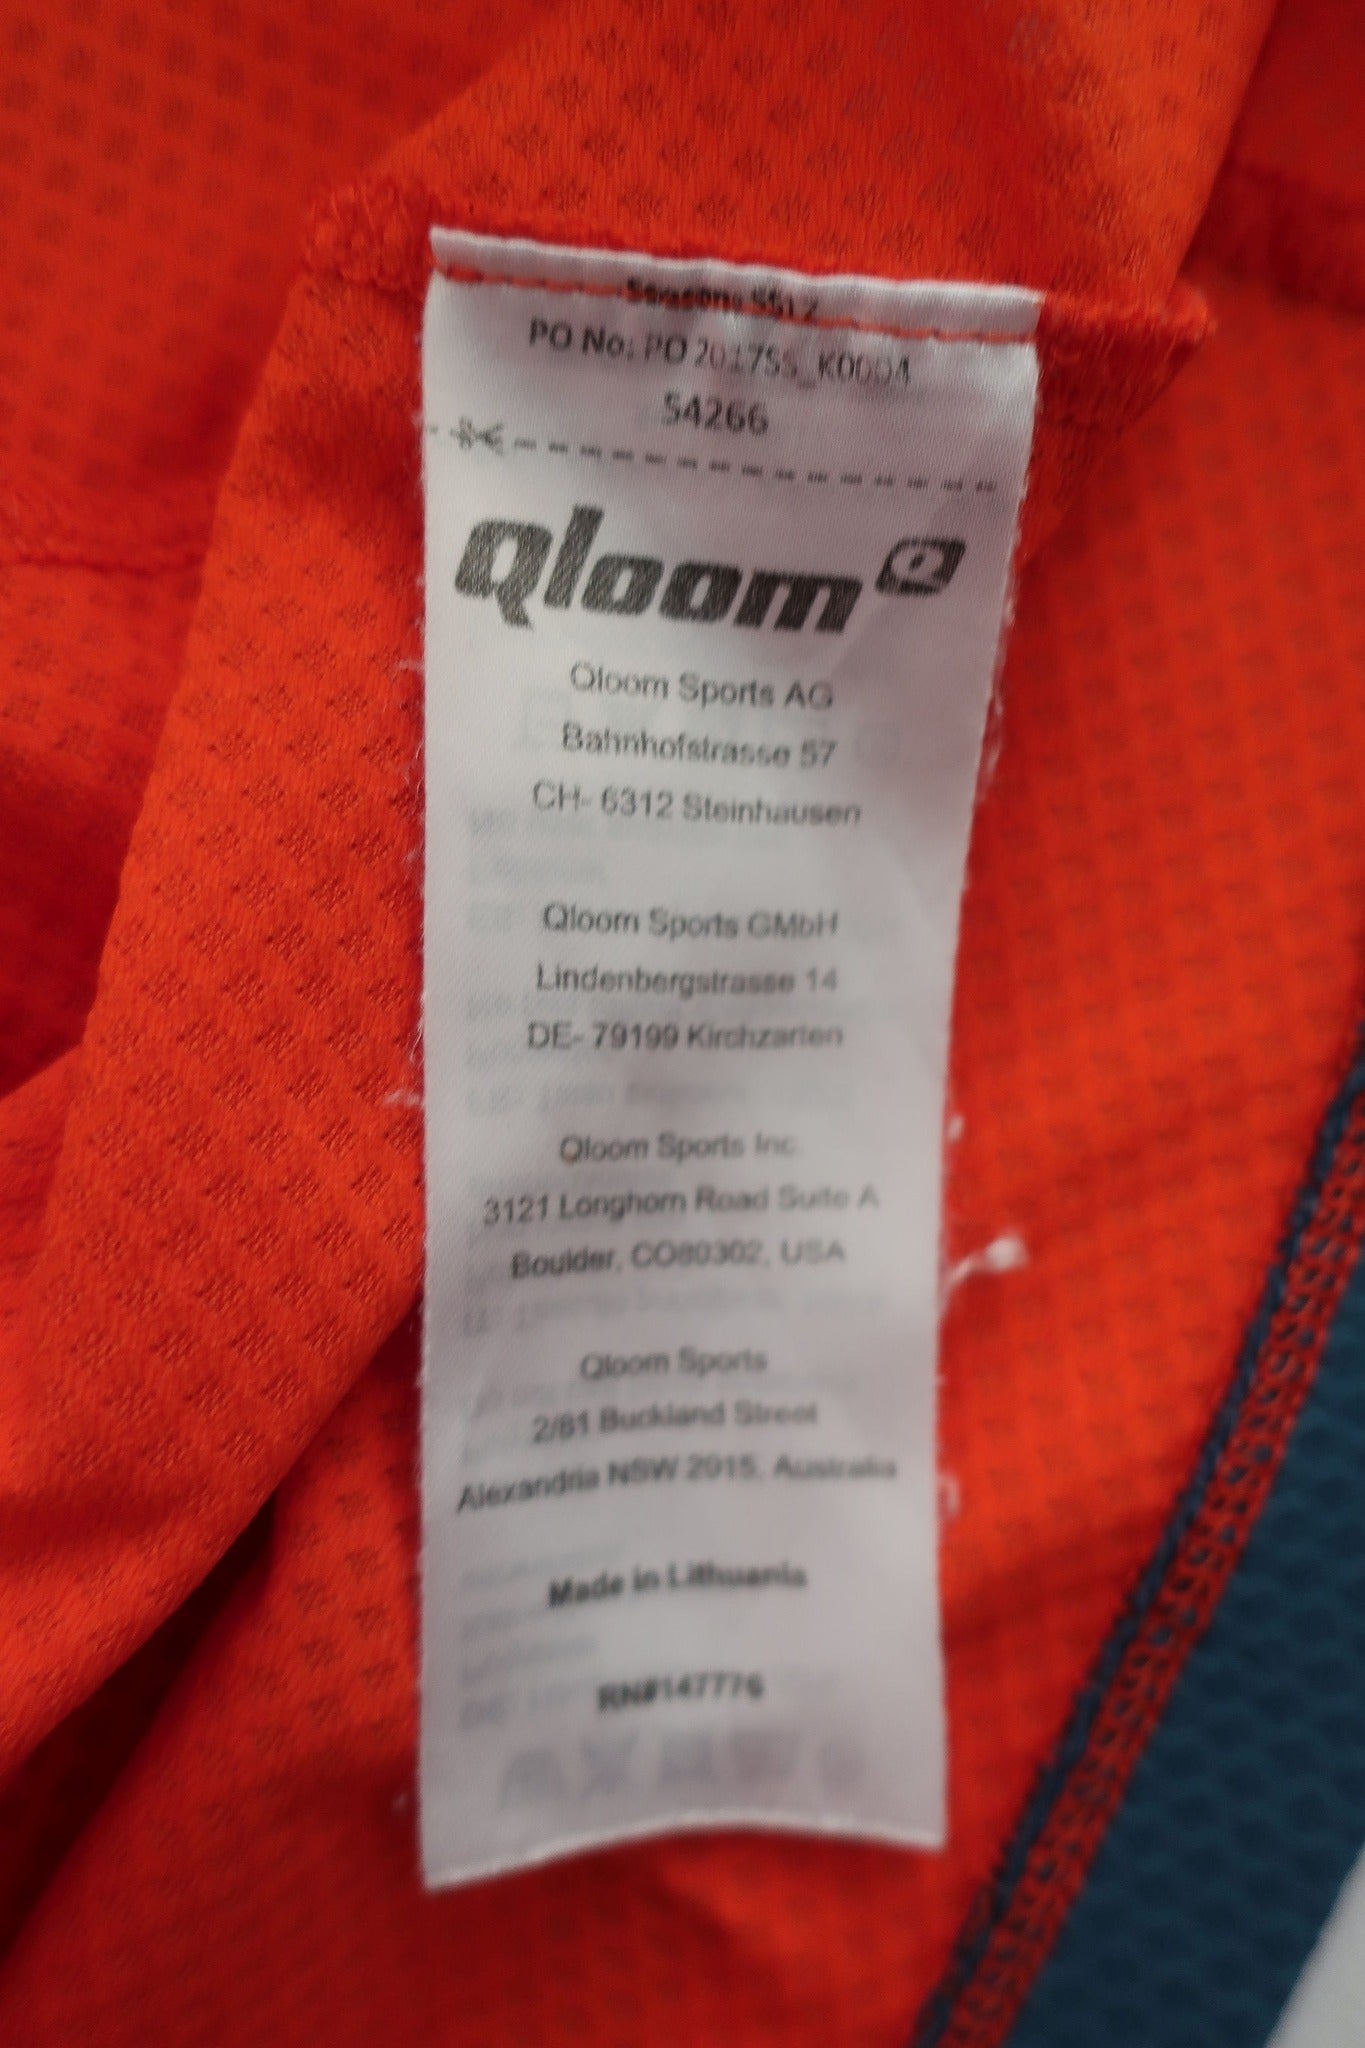 PO No: PO 2017SS_K0004
54266
Qloom Q
Qloom Sports AG
Bahnhofstrasse 57
CH- 6312 Steinhausen
Qloom Sports GMbH
Lindenbergstrasse 14
DE- 79199 Kirchzarten
Qloom Sports Inc.
3121 Longhorn Road Suite A
Boulder, CO80302, USA
Qloom Sports
2/81 Buckland Street
Alexandria NSW 2015, Australia
Made in Lithuania
RN#147776